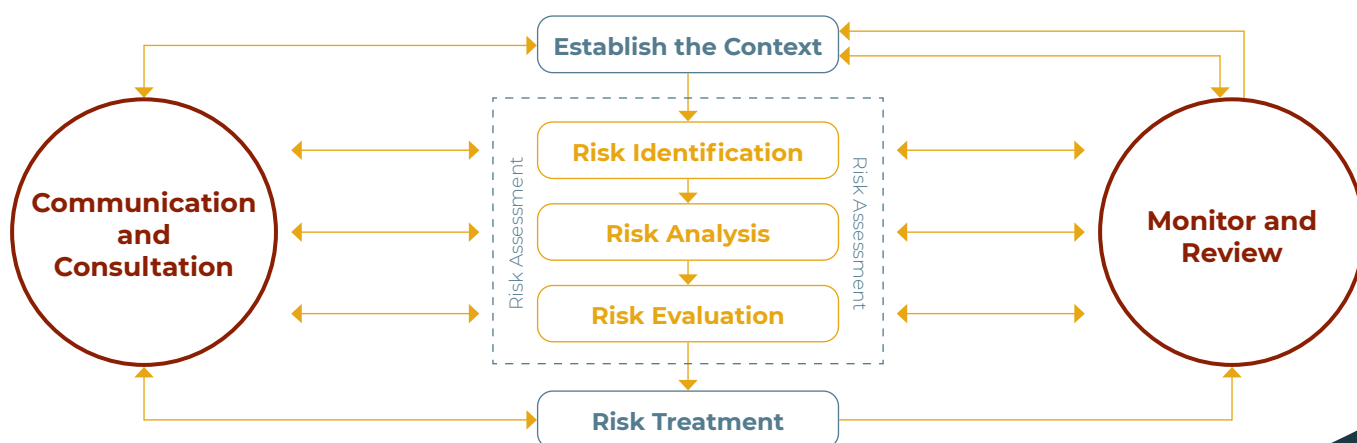 Establish the Context
Risk Identification
Risk Assessment
Risk Assessment
Communication
and
Consultation
Risk Analysis
Monitor and
Review
Risk Evaluation
Risk Treatment